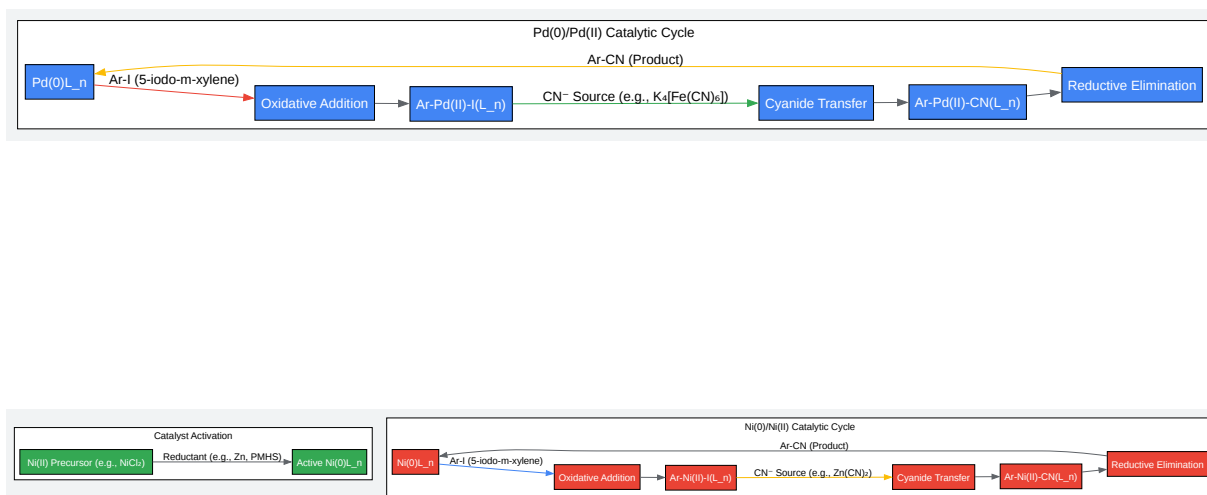 Pd(0)/Pd(II) Catalytic Cycle
Ar-CN (Product)
Pd(0)L_n
Ar-I (5-iodo-m-xylene)
Oxidative Addition
Ar-Pd(II)-I(L_n)
CN⁻ Source (e.g., K₄[Fe(CN)₆])
Cyanide Transfer
Ar-Pd(II)-CN(L_n)
Reductive Elimination
Catalyst Activation
Ni(II) Precursor (e.g., NiCl₂)
Reductant (e.g., Zn, PMHS)
Active Ni(0)L_n
Ni(0)/Ni(II) Catalytic Cycle
Ar-CN (Product)
Ni(0)L_n
Ar-I (5-iodo-m-xylene)
Oxidative Addition
Ar-Ni(II)-I(L_n)
CN⁻ Source (e.g., Zn(CN)₂)
Cyanide Transfer
Ar-Ni(II)-CN(L_n)
Reductive Elimination